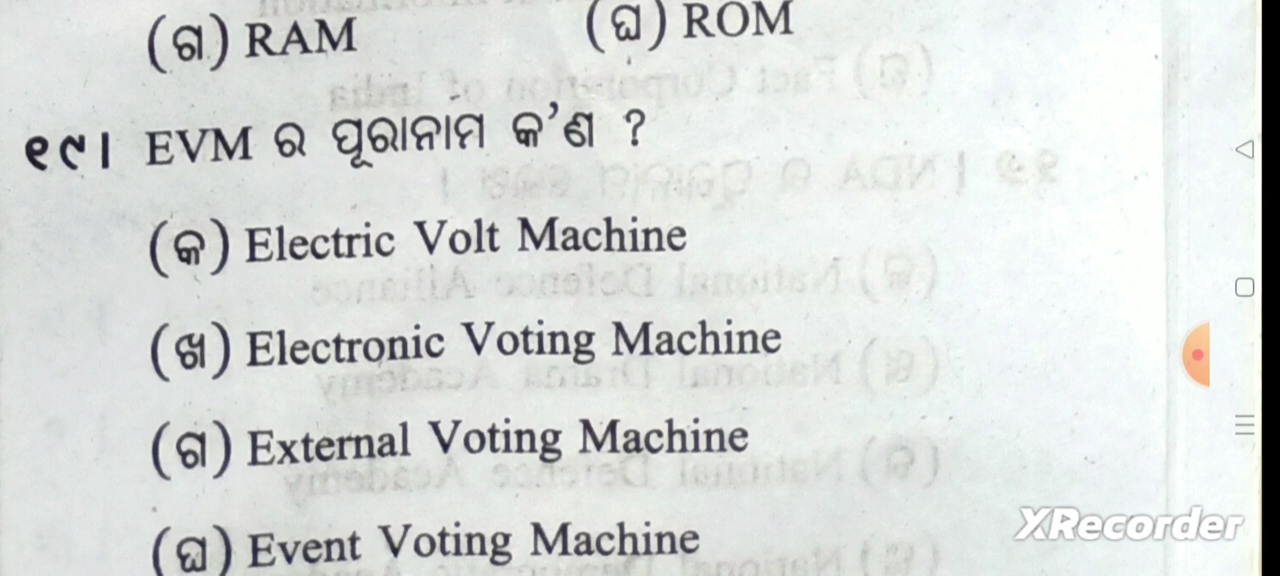 (ଗ) RAM (ଘ) ROM
୧୯। EVM ର ପୂରାନାମ କ'ଣ ?
(କ) Electric Volt Machine
(ଖ) Electronic Voting Machine
(ଗ) External Voting Machine
(ଘ) Event Voting Machine
XRecorder